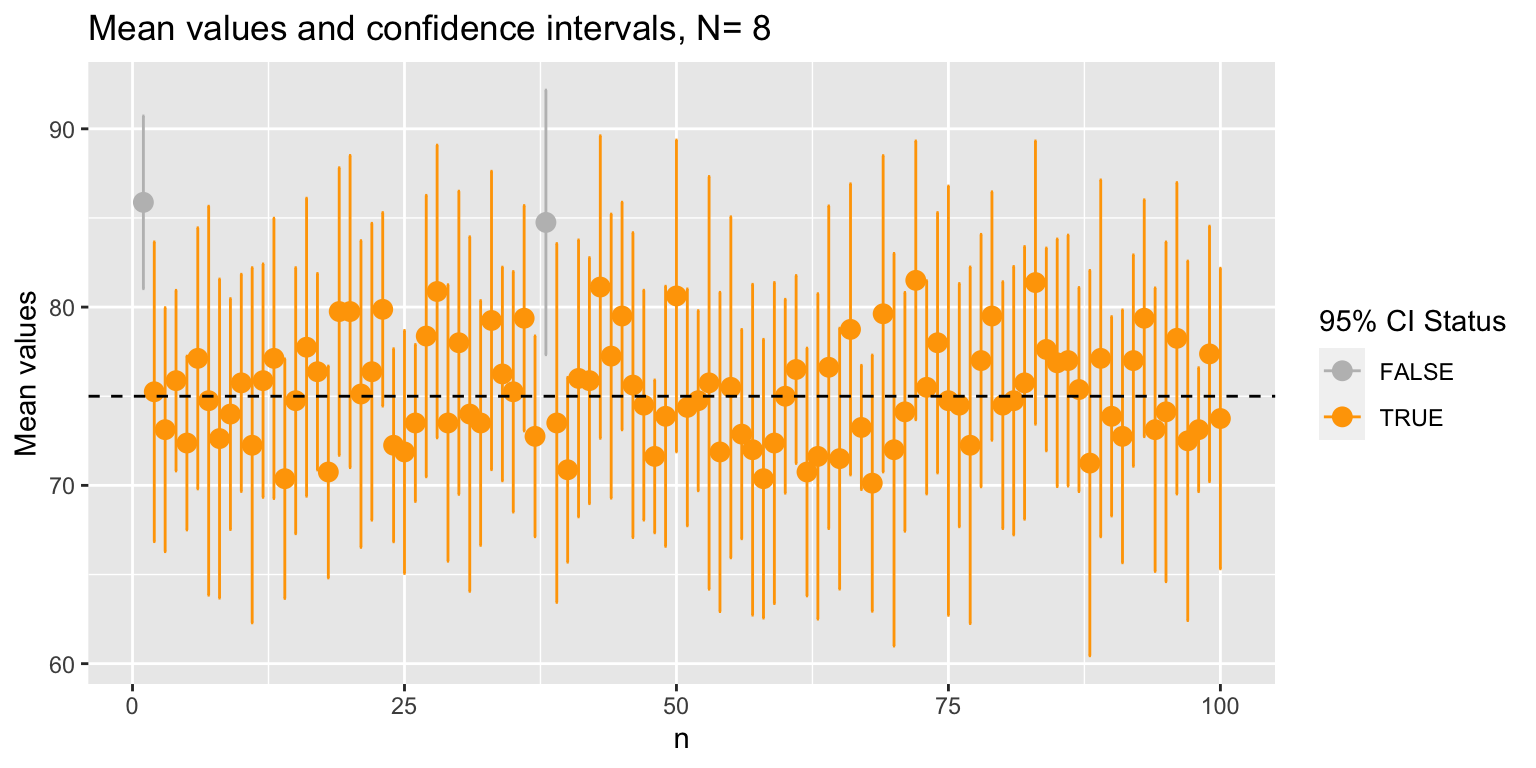 Mean values and confidence intervals, N= 8
Mean values
90
80
70
60
0
25
50
75
100
n
95% CI Status
FALSE
TRUE